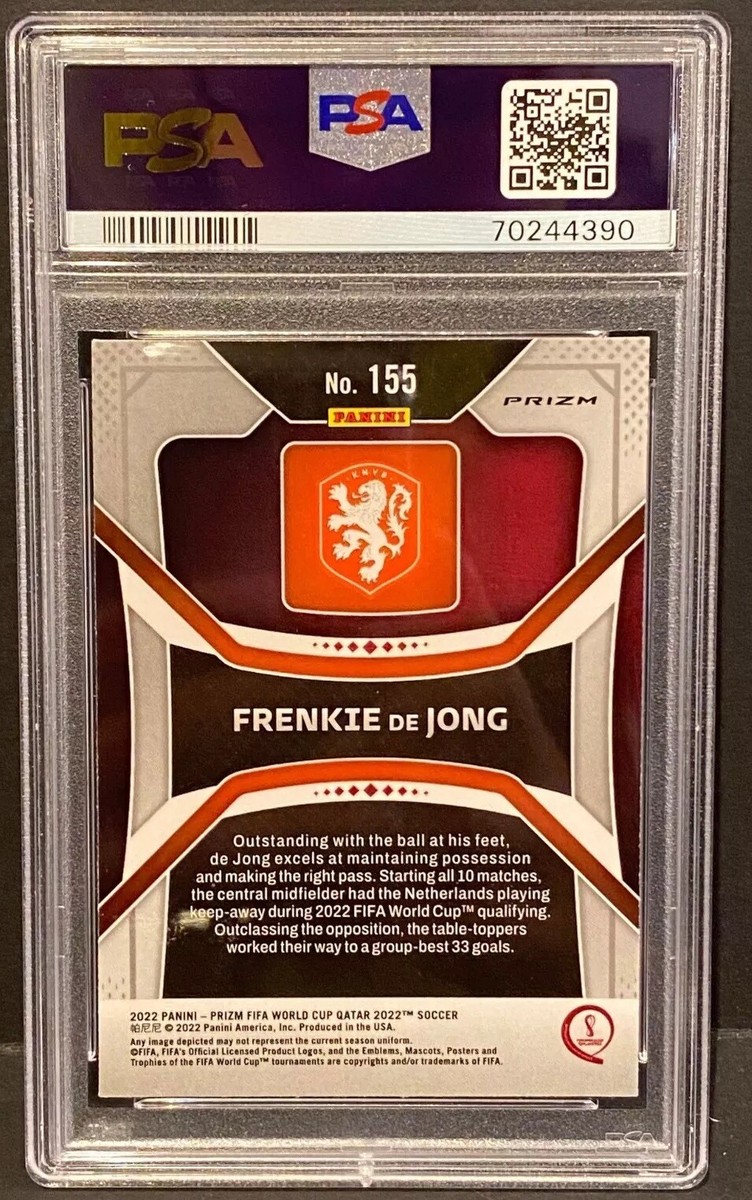 PSA
PSA
70244390
No. 155
PANINI
PRIZM
KNVB
FRENKIE DE JONG
Outstanding with the ball at his feet,
de Jong excels at maintaining possession
and making the right pass. Starting all 10 matches,
the central midfielder had the Netherlands playing
keep-away during 2022 FIFA World Cup™ qualifying.
Outclassing the opposition, the table-toppers
worked their way to a group-best 33 goals.
2022 PANINI – PRIZM FIFA WORLD CUP QATAR 2022™ SOCCER
帕尼尼 © 2022 Panini America, Inc. Produced in the USA.
Any image depicted may not represent the current season uniform.
©FIFA, FIFA's Official Licensed Product Logos, and the Emblems, Mascots, Posters and
Trophies of the FIFA World Cup™ tournaments are copyrights and/or trademarks of FIFA.
PSA